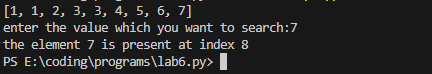 [1, 1, 2, 3, 3, 4, 5, 6, 7]
enter the value which you want to search:7
the element 7 is present at index 8
PS E:\coding\programs\lab6.py>